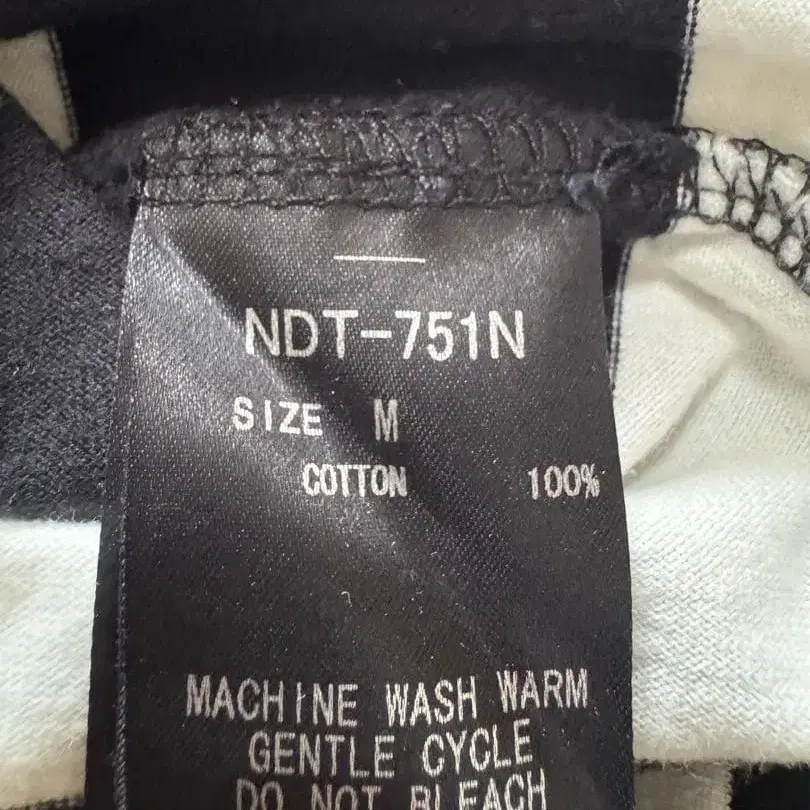 NDT-751N
SIZE M
COTTON 100%
MACHINE WASH WARM
GENTLE CYCLE
DO NOT BLEACH